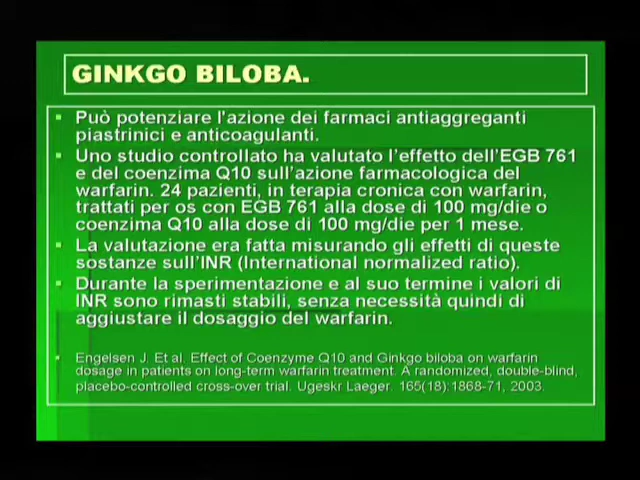 GINKGO BILOBA.
▪ Può potenziare l'azione dei farmaci antiaggreganti
piastrinici e anticoagulanti.
▪ Uno studio controllato ha valutato l'effetto dell'EGB 761
e del coenzima Q10 sull'azione farmacologica del
warfarin. 24 pazienti, in terapia cronica con warfarin,
trattati per os con EGB 761 alla dose di 100 mg/die o
coenzima Q10 alla dose di 100 mg/die per 1 mese.
▪ La valutazione era fatta misurando gli effetti di queste
sostanze sull'INR (International normalized ratio).
▪ Durante la sperimentazione e al suo termine i valori di
INR sono rimasti stabili, senza necessità quindi di
aggiustare il dosaggio del warfarin.
▪ Engelsen J. Et al. Effect of Coenzyme Q10 and Ginkgo biloba on warfarin
dosage in patients on long-term warfarin treatment. A randomized, double-blind,
placebo-controlled cross-over trial. Ugeskr Laeger. 165(18):1868-71, 2003.